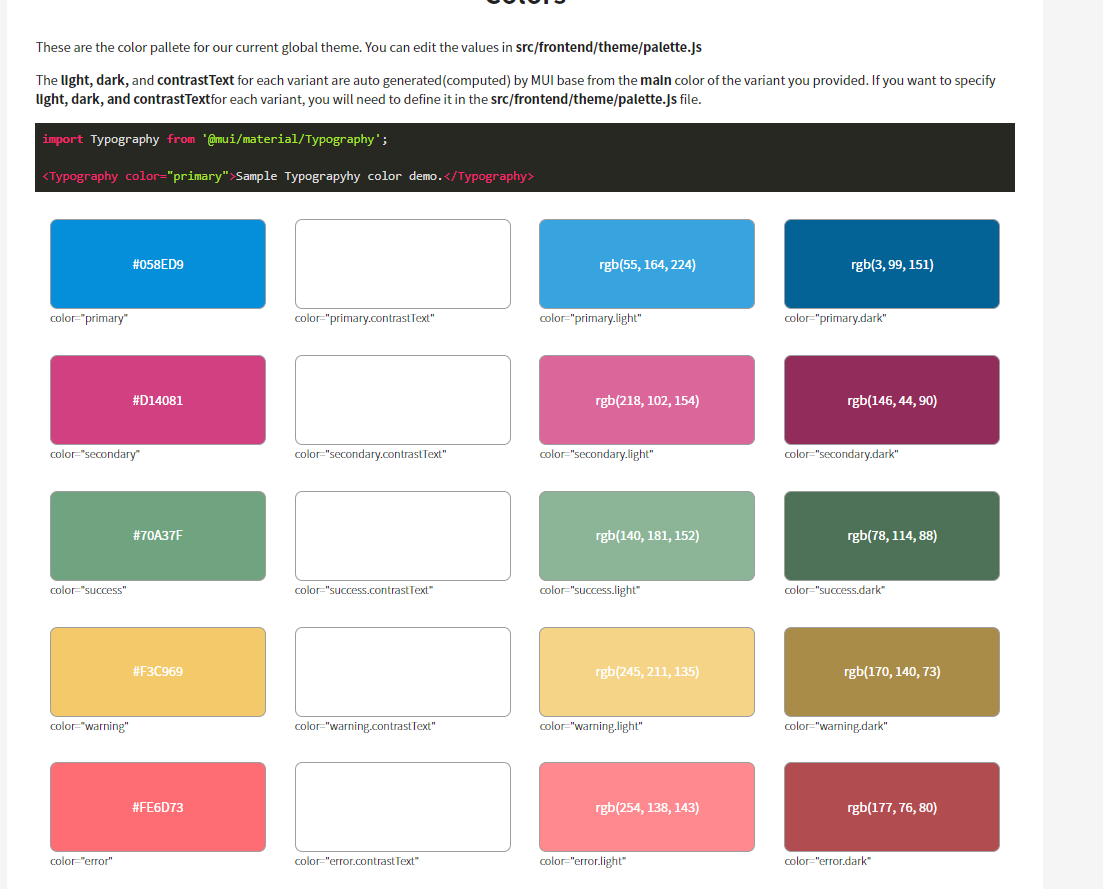 Colors
These are the color pallete for our current global theme. You can edit the values in src/frontend/theme/palette.js
The light, dark, and contrastText for each variant are auto generated(computed) by MUI base from the main color of the variant you provided. If you want to specify
light, dark, and contrastTextfor each variant, you will need to define it in the src/frontend/theme/palette.js file.
import Typography from '@mui/material/Typography';
<Typography color="primary">Sample Typograpyhy color demo.</Typography>
#058ED9 rgb(55, 164, 224) rgb(3, 99, 151)
color="primary" color="primary.contrastText" color="primary.light" color="primary.dark"
#D14081 rgb(218, 102, 154) rgb(146, 44, 90)
color="secondary" color="secondary.contrastText" color="secondary.light" color="secondary.dark"
#70A37F rgb(140, 181, 152) rgb(78, 114, 88)
color="success" color="success.contrastText" color="success.light" color="success.dark"
#F3C969 rgb(245, 211, 135) rgb(170, 140, 73)
color="warning" color="warning.contrastText" color="warning.light" color="warning.dark"
#FE6D73 rgb(254, 138, 143) rgb(177, 76, 80)
color="error" color="error.contrastText" color="error.light" color="error.dark"